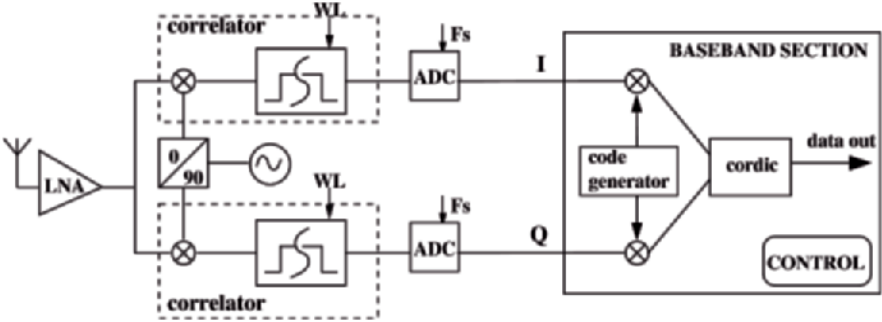 WL
correlator
Fs
ADC
I
BASEBAND SECTION
LNA
0
90
code
generator
cordic
data out
WL
Fs
ADC
Q
correlator
CONTROL